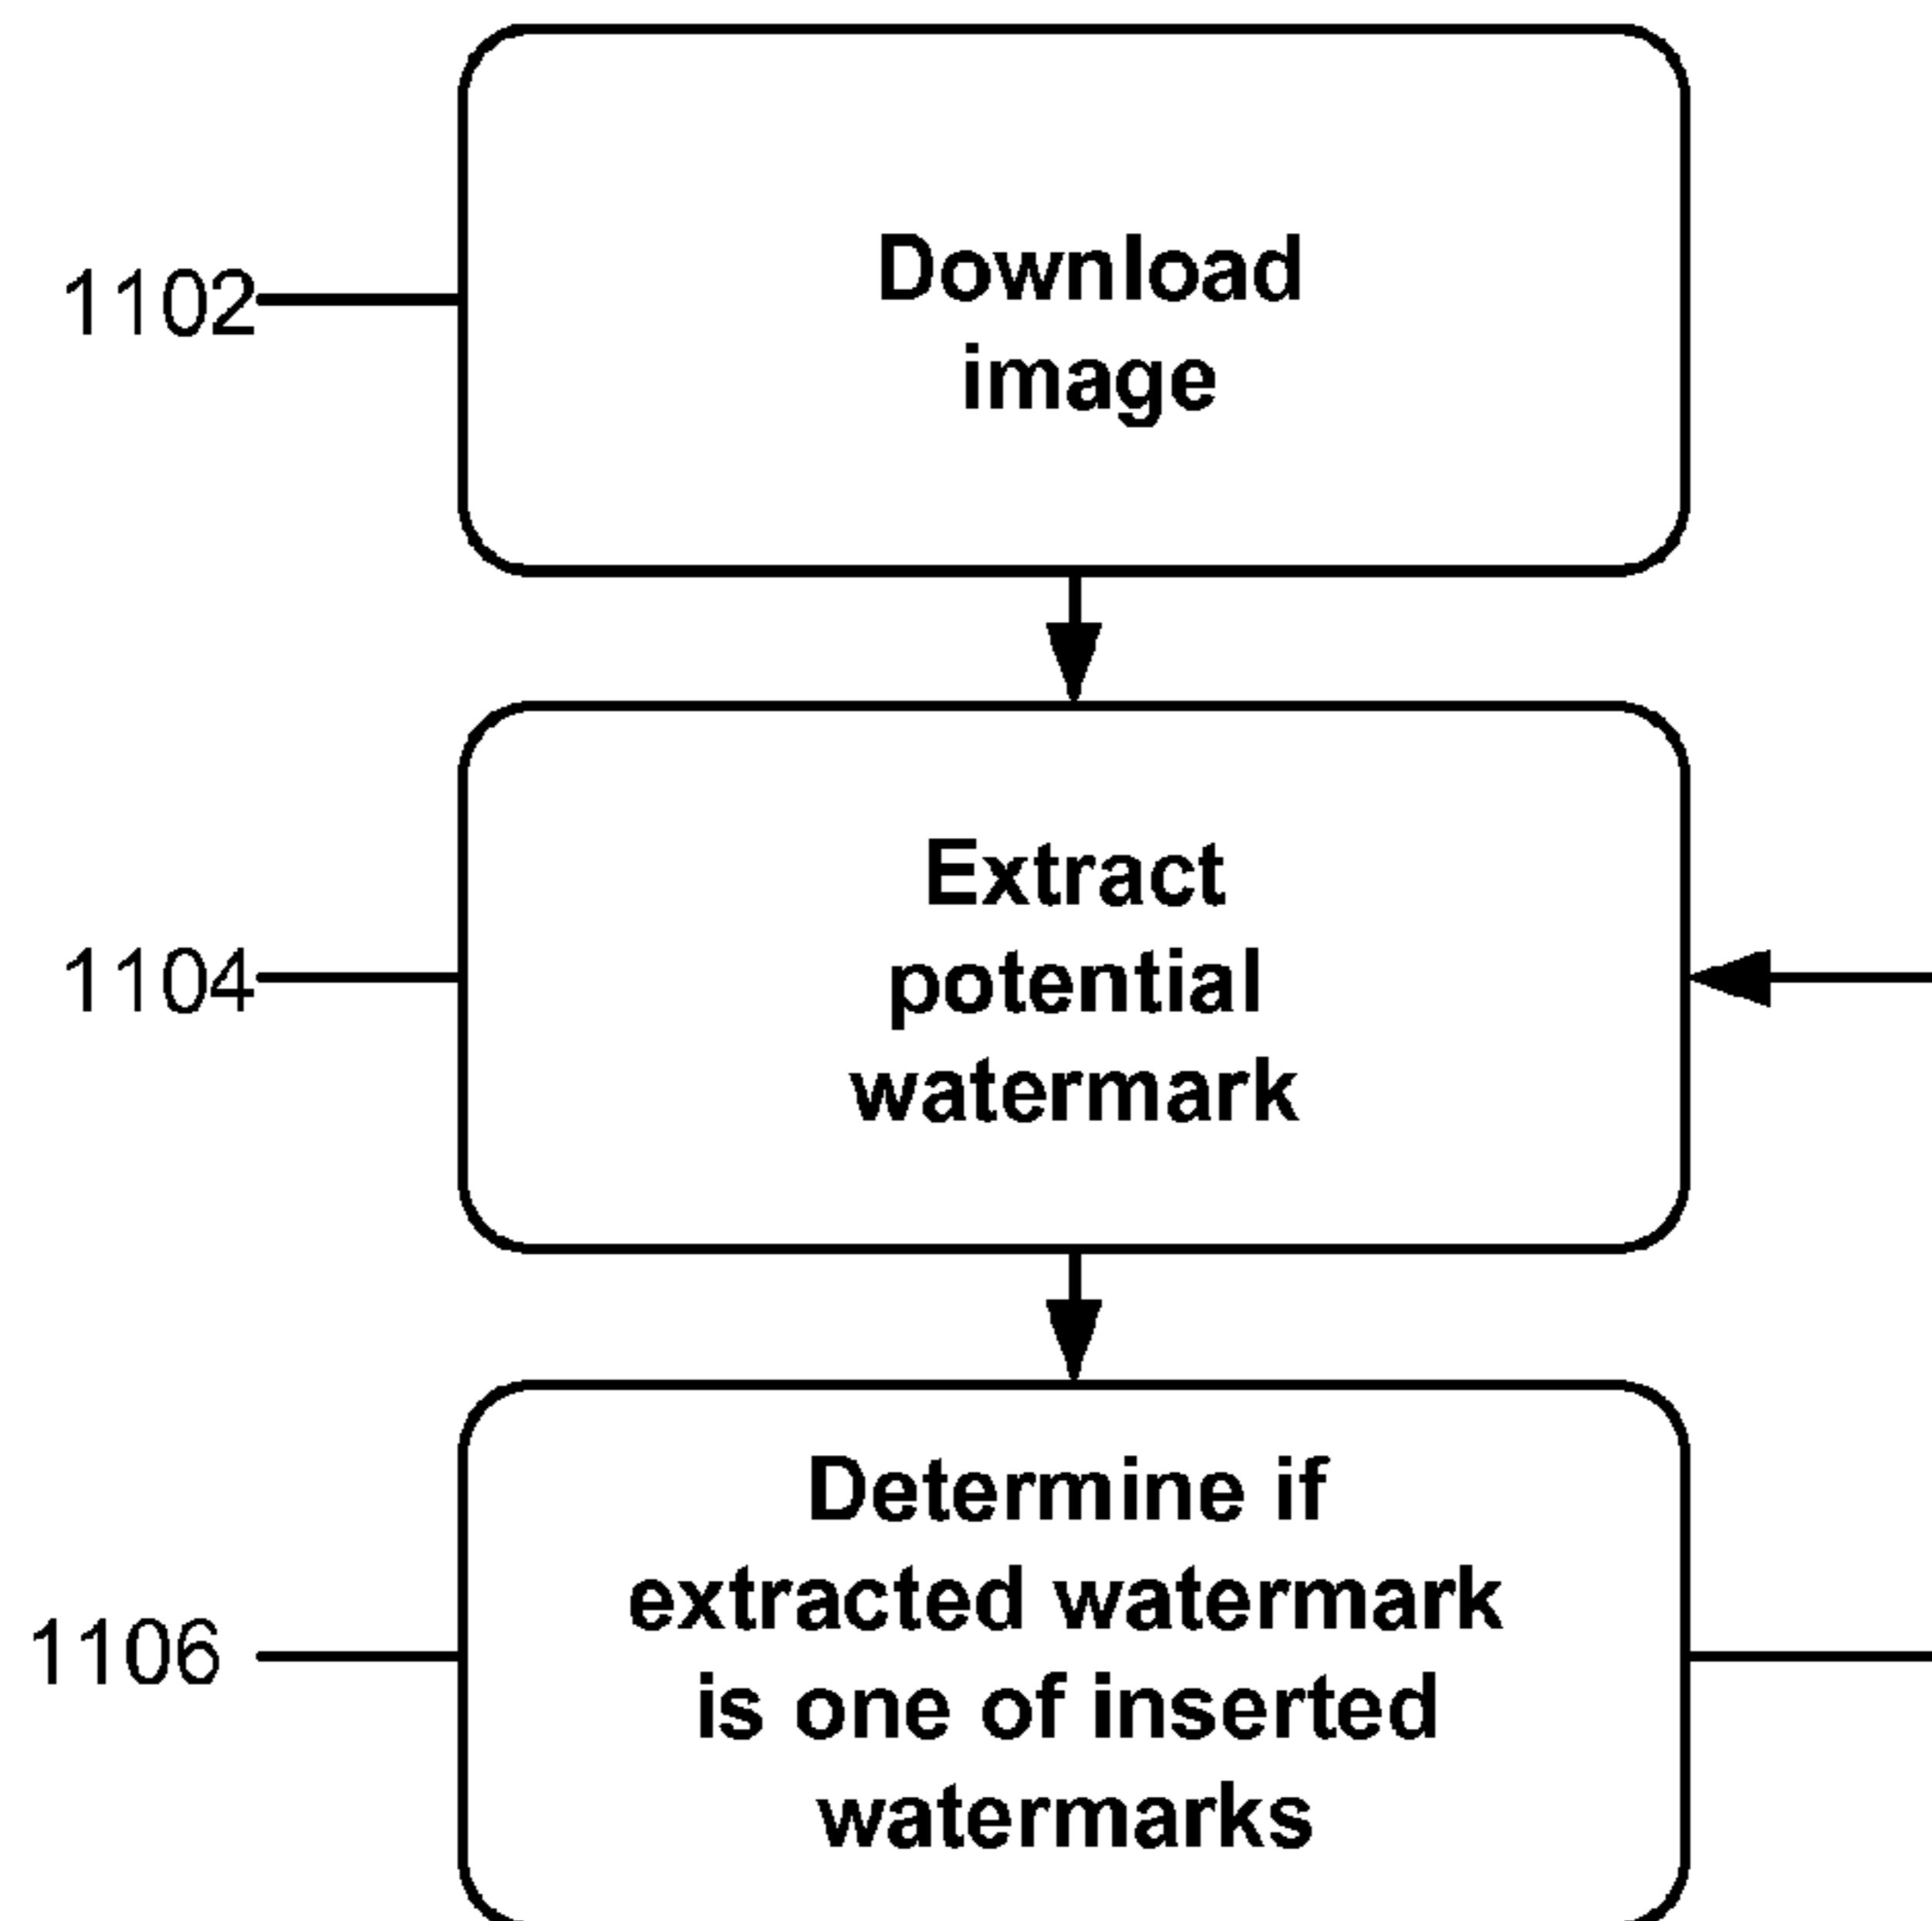 1102
Download
image
1104
Extract
potential
watermark
1106
Determine if
extracted watermark
is one of inserted
watermarks